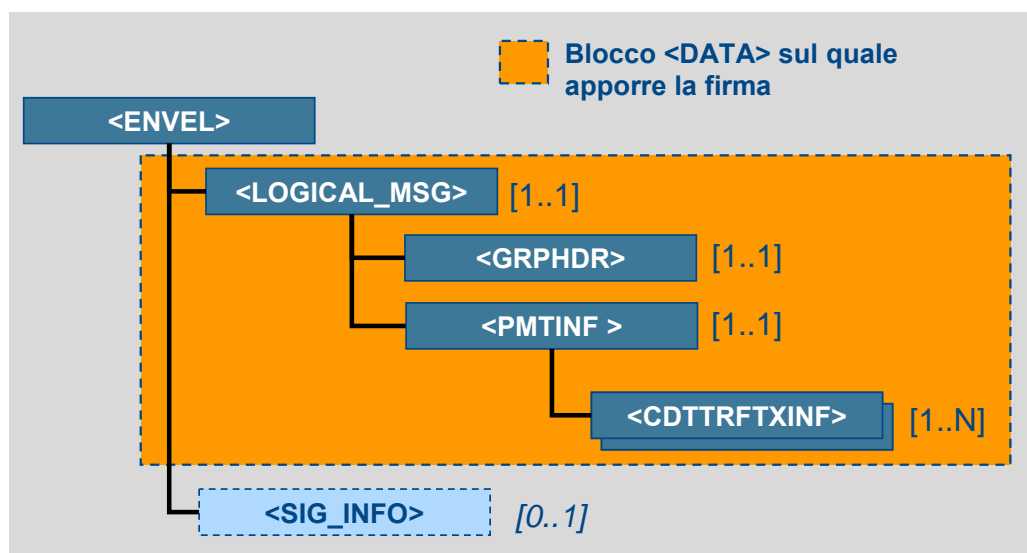 Blocco <DATA> sul quale
apporre la firma
<ENVEL>
<LOGICAL_MSG> [1..1]
<GRPHDR> [1..1]
<PMTINF > [1..1]
<CDTTRFTXINF> [1..N]
<SIG_INFO> [0..1]